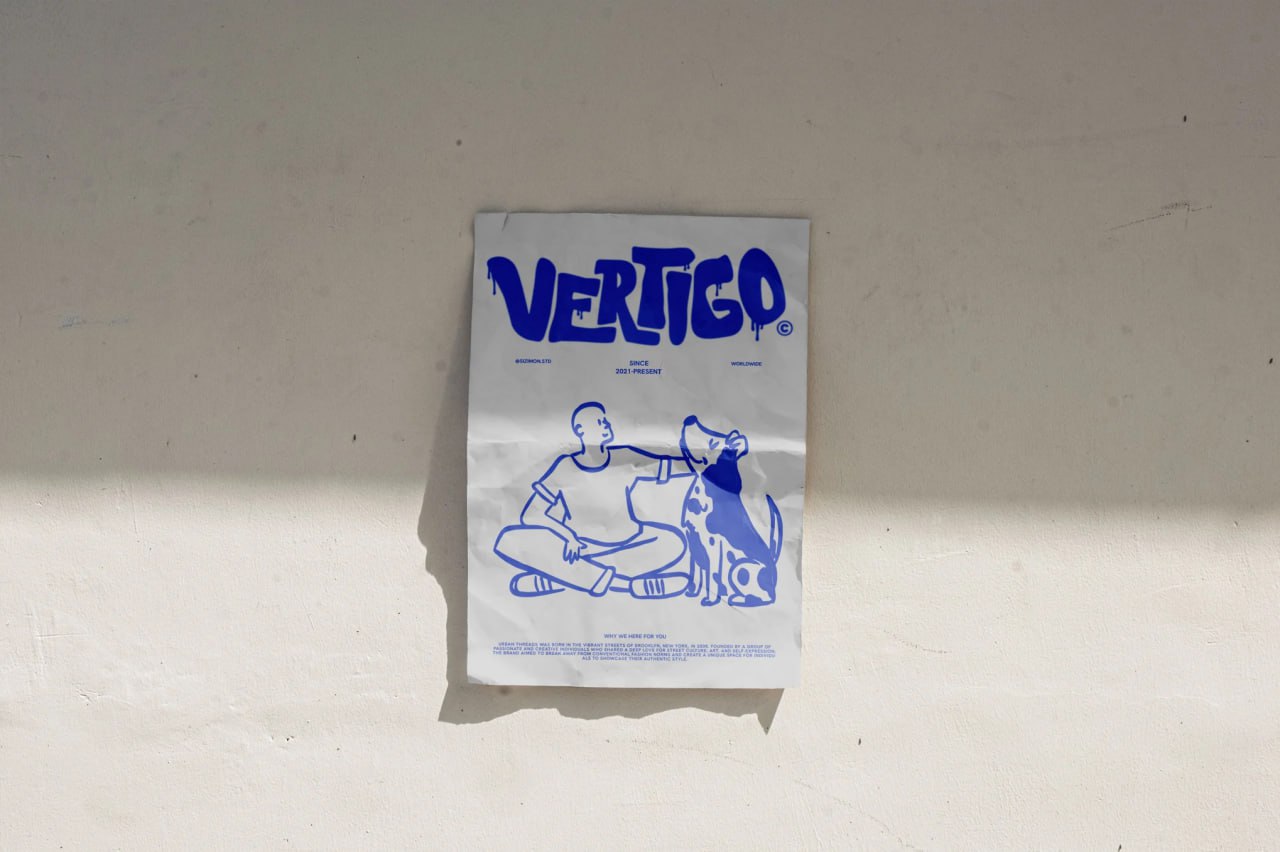 VERTIGO
©
@SIZIMON.STD
SINCE
2021-PRESENT
WORLDWIDE
WHY WE HERE FOR YOU
URBAN THREADS WAS BORN IN THE VIBRANT STREETS OF BROOKLYN, NEW YORK, IN 2020. FOUNDED BY A GROUP OF
PASSIONATE AND CREATIVE INDIVIDUALS WHO SHARED A DEEP LOVE FOR STREET CULTURE, ART, AND SELF-EXPRESSION,
THE BRAND AIMED TO BREAK AWAY FROM CONVENTIONAL FASHION NORMS AND CREATE A UNIQUE SPACE FOR INDIVIDU
ALS TO SHOWCASE THEIR AUTHENTIC STYLE.